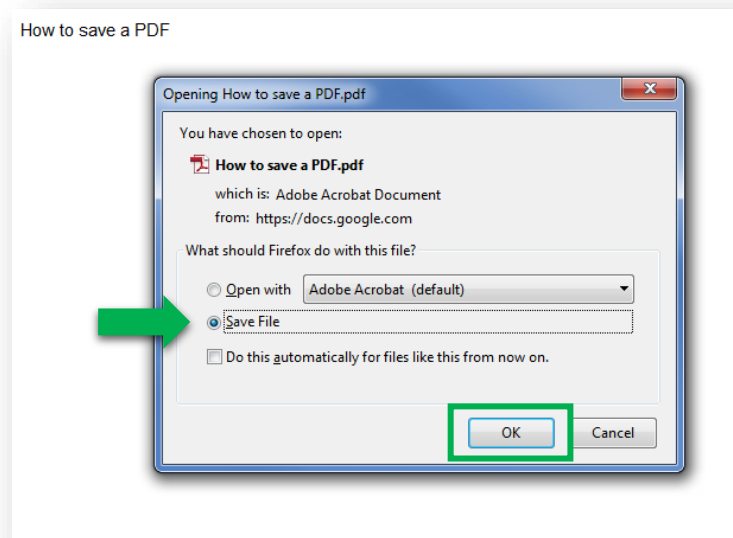 How to save a PDF
Opening How to save a PDF.pdf
You have chosen to open:
How to save a PDF.pdf
which is: Adobe Acrobat Document
from: https://docs.google.com
What should Firefox do with this file?
Open with Adobe Acrobat (default)
Save File
Do this automatically for files like this from now on.
OK Cancel